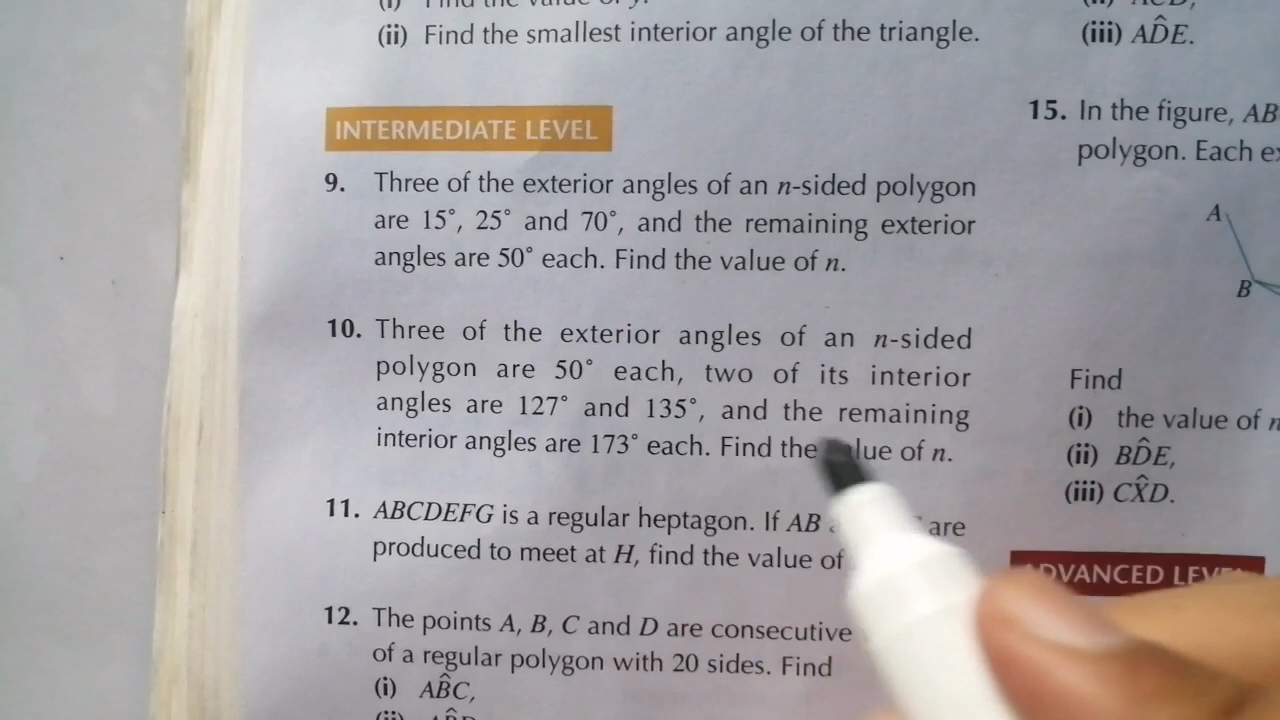 (ii) Find the smallest interior angle of the triangle.
INTERMEDIATE LEVEL
9. Three of the exterior angles of an n-sided polygon
are 15°, 25° and 70°, and the remaining exterior
angles are 50° each. Find the value of n.
10. Three of the exterior angles of an n-sided
polygon are 50° each, two of its interior
angles are 127° and 135°, and the remaining
interior angles are 173° each. Find the value of n.
11. ABCDEFG is a regular heptagon. If AB are
produced to meet at H, find the value of
12. The points A, B, C and D are consecutive
of a regular polygon with 20 sides. Find
(i) AB̂C,
(iii) AD̂E.
15. In the figure, AB
polygon. Each
A
B
Find
(i) the value of n
(ii) BD̂E,
(iii) CX̂D.
ADVANCED LEVEL